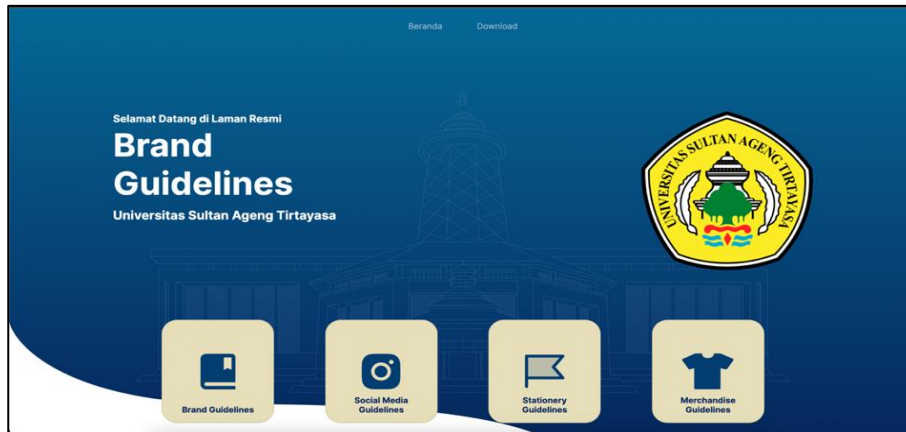 Beranda
Download
Selamat Datang di Laman Resmi
Brand
Guidelines
Universitas Sultan Ageng Tirtayasa
UNIVERSITAS SULTAN AGENG TIRTAYASA
Brand Guidelines
Social Media
Guidelines
Stationery
Guidelines
Merchandise
Guidelines